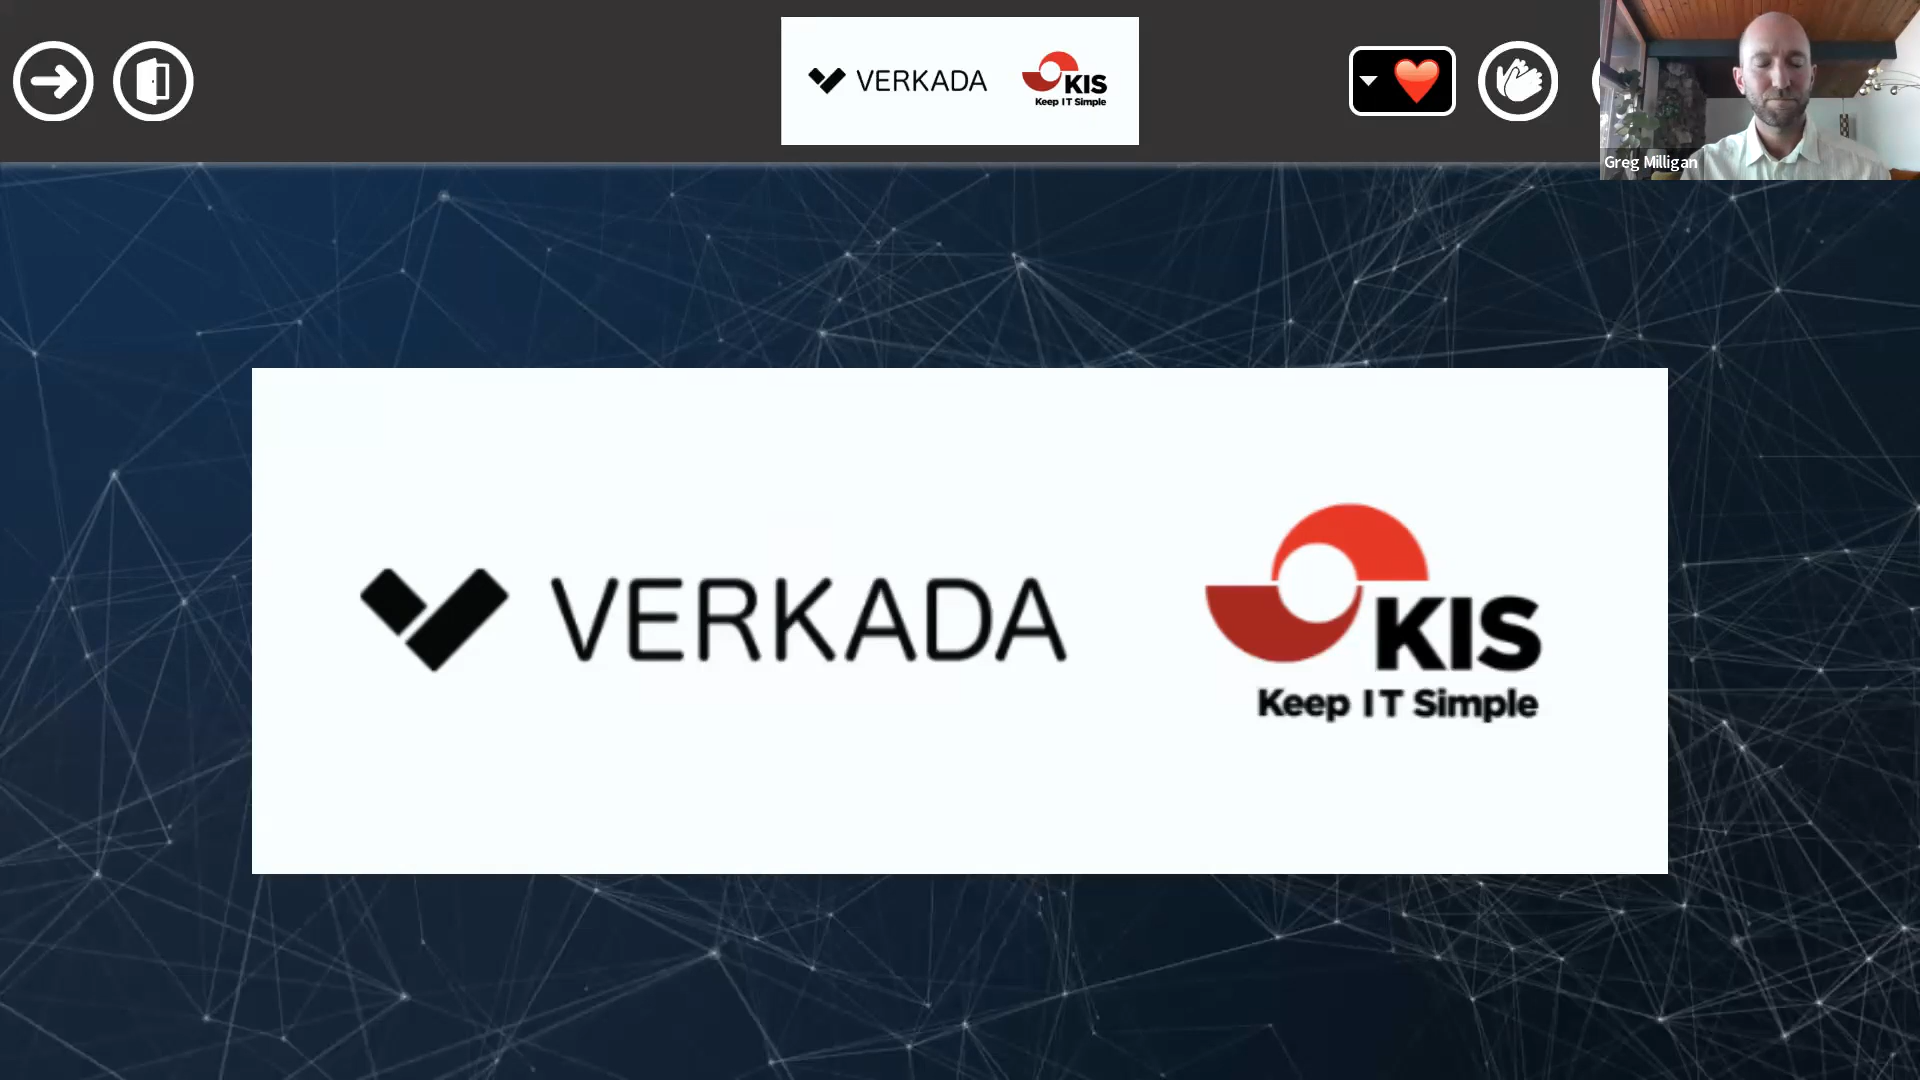 VERKADA
KIS
Keep IT Simple
Greg Milligan
VERKADA
KIS
Keep IT Simple